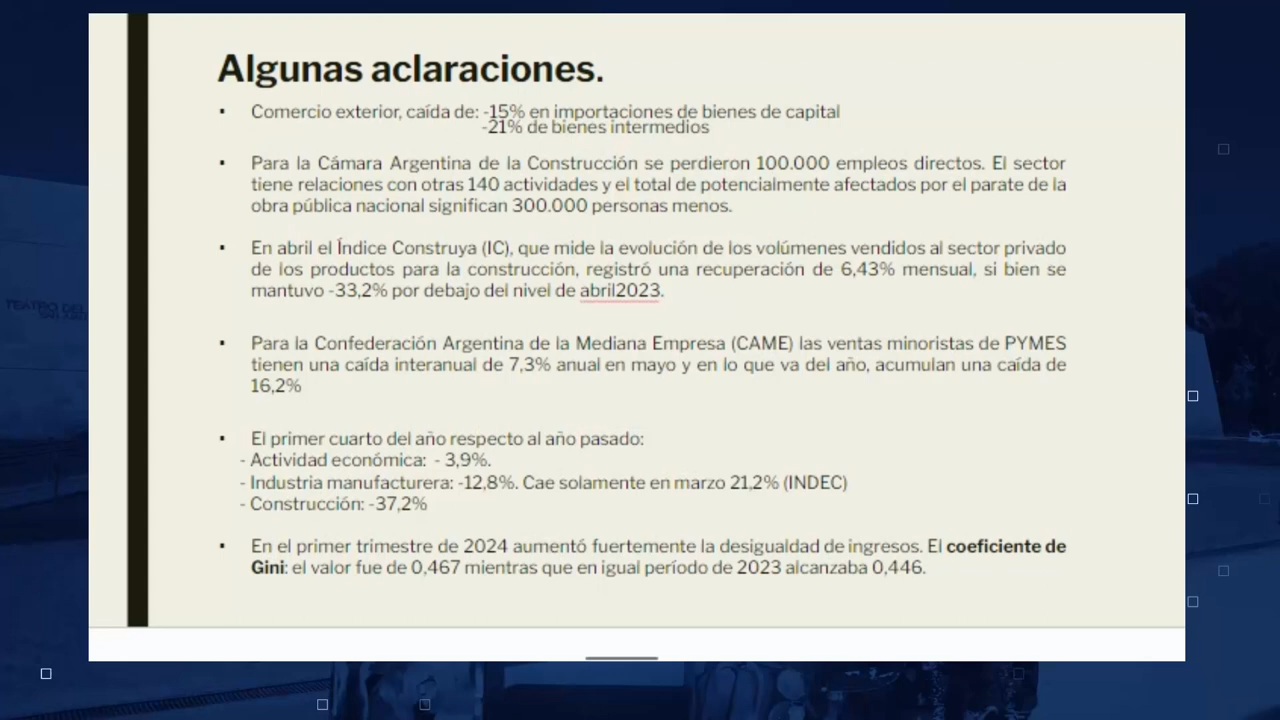 Algunas aclaraciones.
▪ Comercio exterior, caída de: -15% en importaciones de bienes de capital
-21% de bienes intermedios
▪ Para la Cámara Argentina de la Construcción se perdieron 100.000 empleos directos. El sector
tiene relaciones con otras 140 actividades y el total de potencialmente afectados por el parate de la
obra pública nacional significan 300.000 personas menos.
▪ En abril el Índice Construya (IC), que mide la evolución de los volúmenes vendidos al sector privado
de los productos para la construcción, registró una recuperación de 6,43% mensual, si bien se
mantuvo -33,2% por debajo del nivel de abril2023.
▪ Para la Confederación Argentina de la Mediana Empresa (CAME) las ventas minoristas de PYMES
tienen una caída interanual de 7,3% anual en mayo y en lo que va del año, acumulan una caída de
16,2%
▪ El primer cuarto del año respecto al año pasado:
- Actividad económica: - 3,9%.
- Industria manufacturera: -12,8%. Cae solamente en marzo 21,2% (INDEC)
- Construcción: -37,2%
▪ En el primer trimestre de 2024 aumentó fuertemente la desigualdad de ingresos. El coeficiente de
Gini: el valor fue de 0,467 mientras que en igual período de 2023 alcanzaba 0,446.
TEATRO DEL